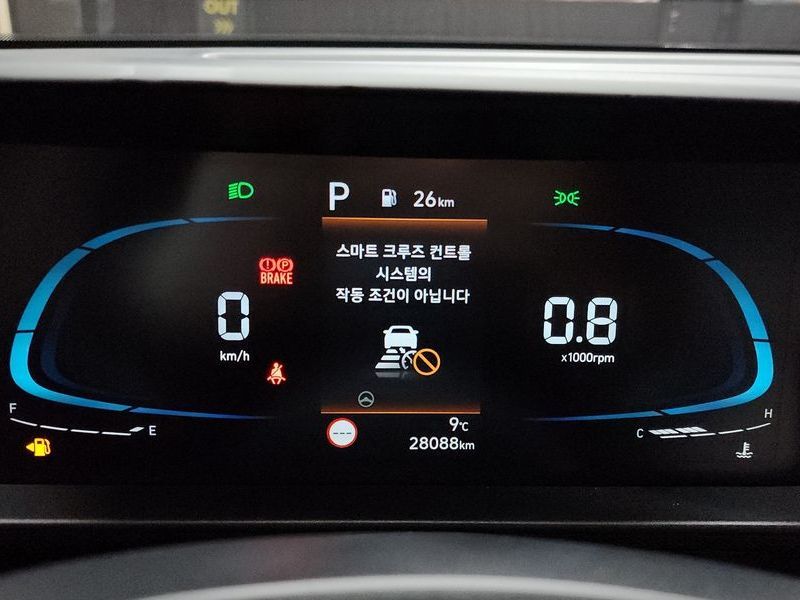 OUT
P
26km
스마트 크루즈 컨트롤
시스템의
작동 조건이 아닙니다
P
BRAKE
0
km/h
0.8
x1000rpm
F
E
---
9℃
28088km
C
H